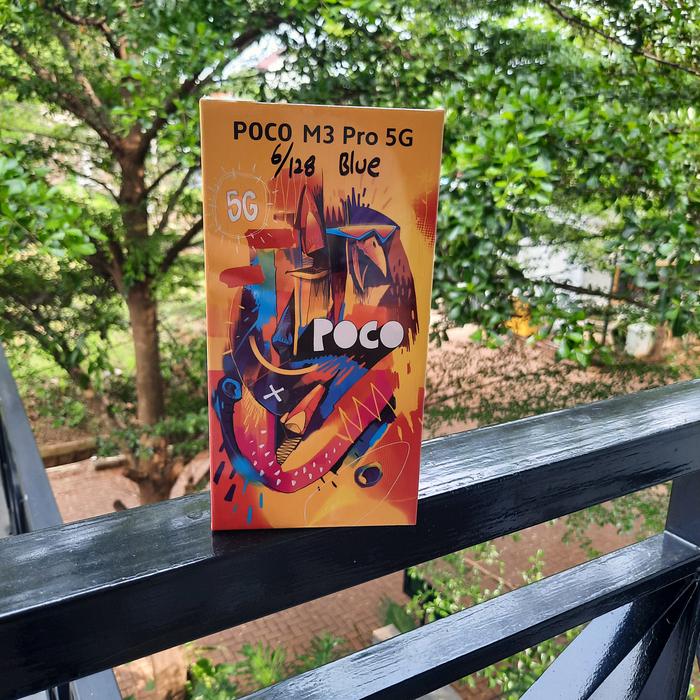 POCO M3 Pro 5G
6/128 Blue
5G
POCO